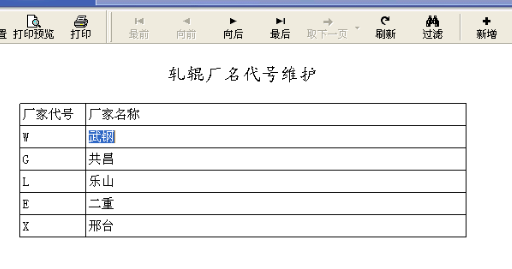 置 打印预览 打印 最前 向前 向后 最后 取下一页 刷新 过滤 新增
轧辊厂名代号维护
厂家代号 厂家名称
W 武钢
G 共昌
L 乐山
E 二重
X 邢台